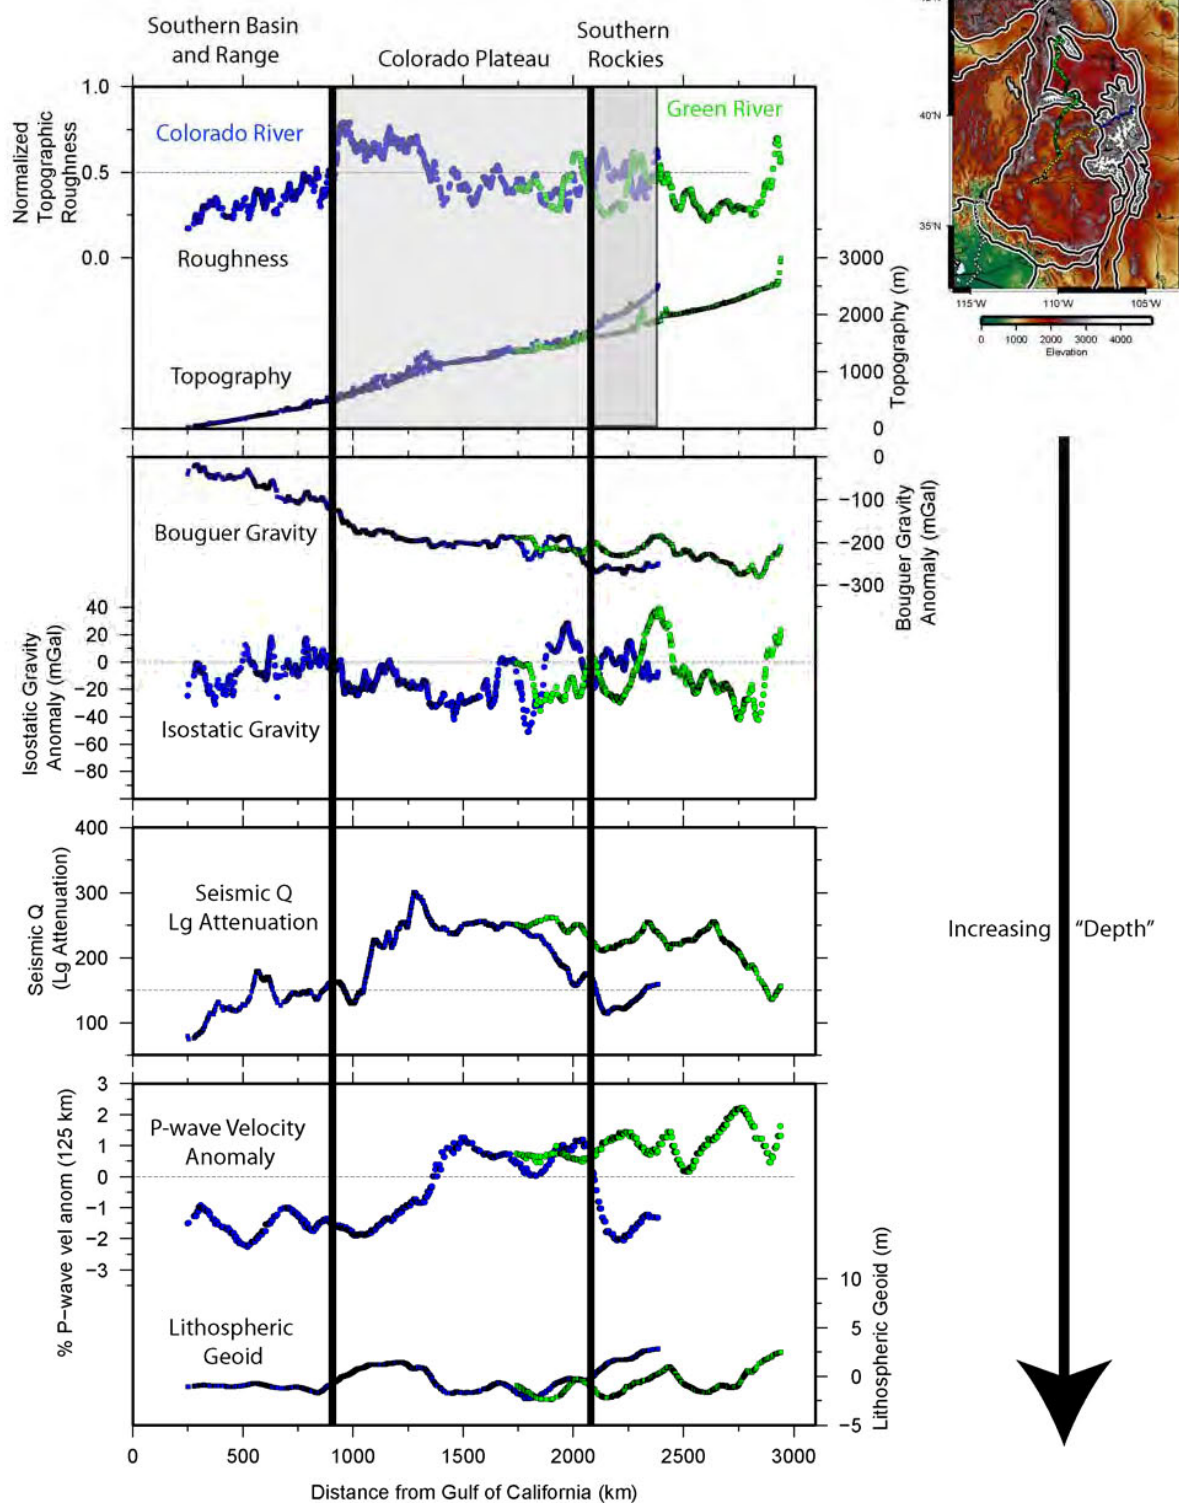 Southern Basin
and Range
Colorado Plateau
Southern
Rockies
1.0
0.5
0.0
Normalized
Topographic
Roughness
Colorado River
Green River
Roughness
Topography
3000
2000
1000
0
Topography (m)
40°N
35°N
115°W
110°W
105°W
0
1000
2000
3000
4000
Elevation
Bouguer Gravity
0
−100
−200
−300
Bouguer Gravity
Anomaly (mGal)
40
20
0
−20
−40
−60
−80
Isostatic Gravity
Anomaly (mGal)
Isostatic Gravity
400
300
200
100
Seismic Q
(Lg Attenuation)
Seismic Q
Lg Attenuation
Increasing
"Depth"
3
2
1
0
−1
−2
−3
% P−wave vel anom (125 km)
P-wave Velocity
Anomaly
Lithospheric
Geoid
10
5
0
−5
Lithospheric Geoid (m)
0
500
1000
1500
2000
2500
3000
Distance from Gulf of California (km)